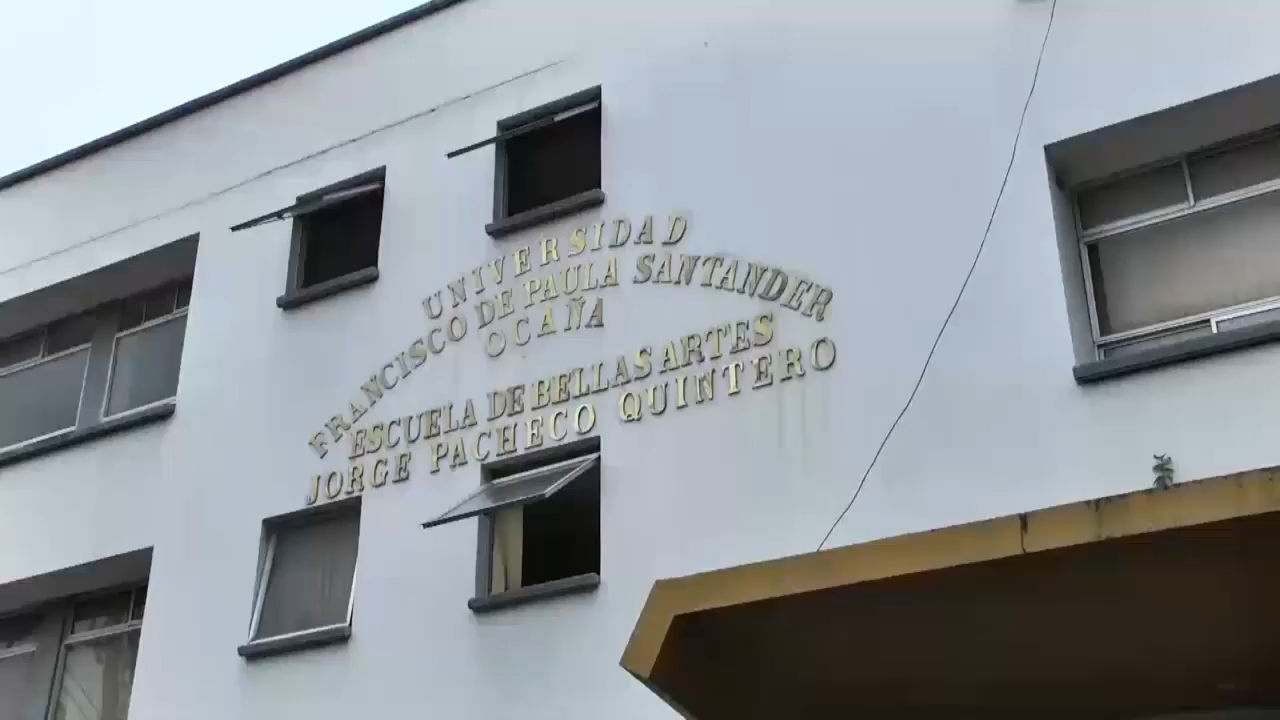 UNIVERSIDAD
FRANCISCO DE PAULA SANTANDER
OCAÑA
ESCUELA DE BELLAS ARTES
JORGE PACHECO QUINTERO